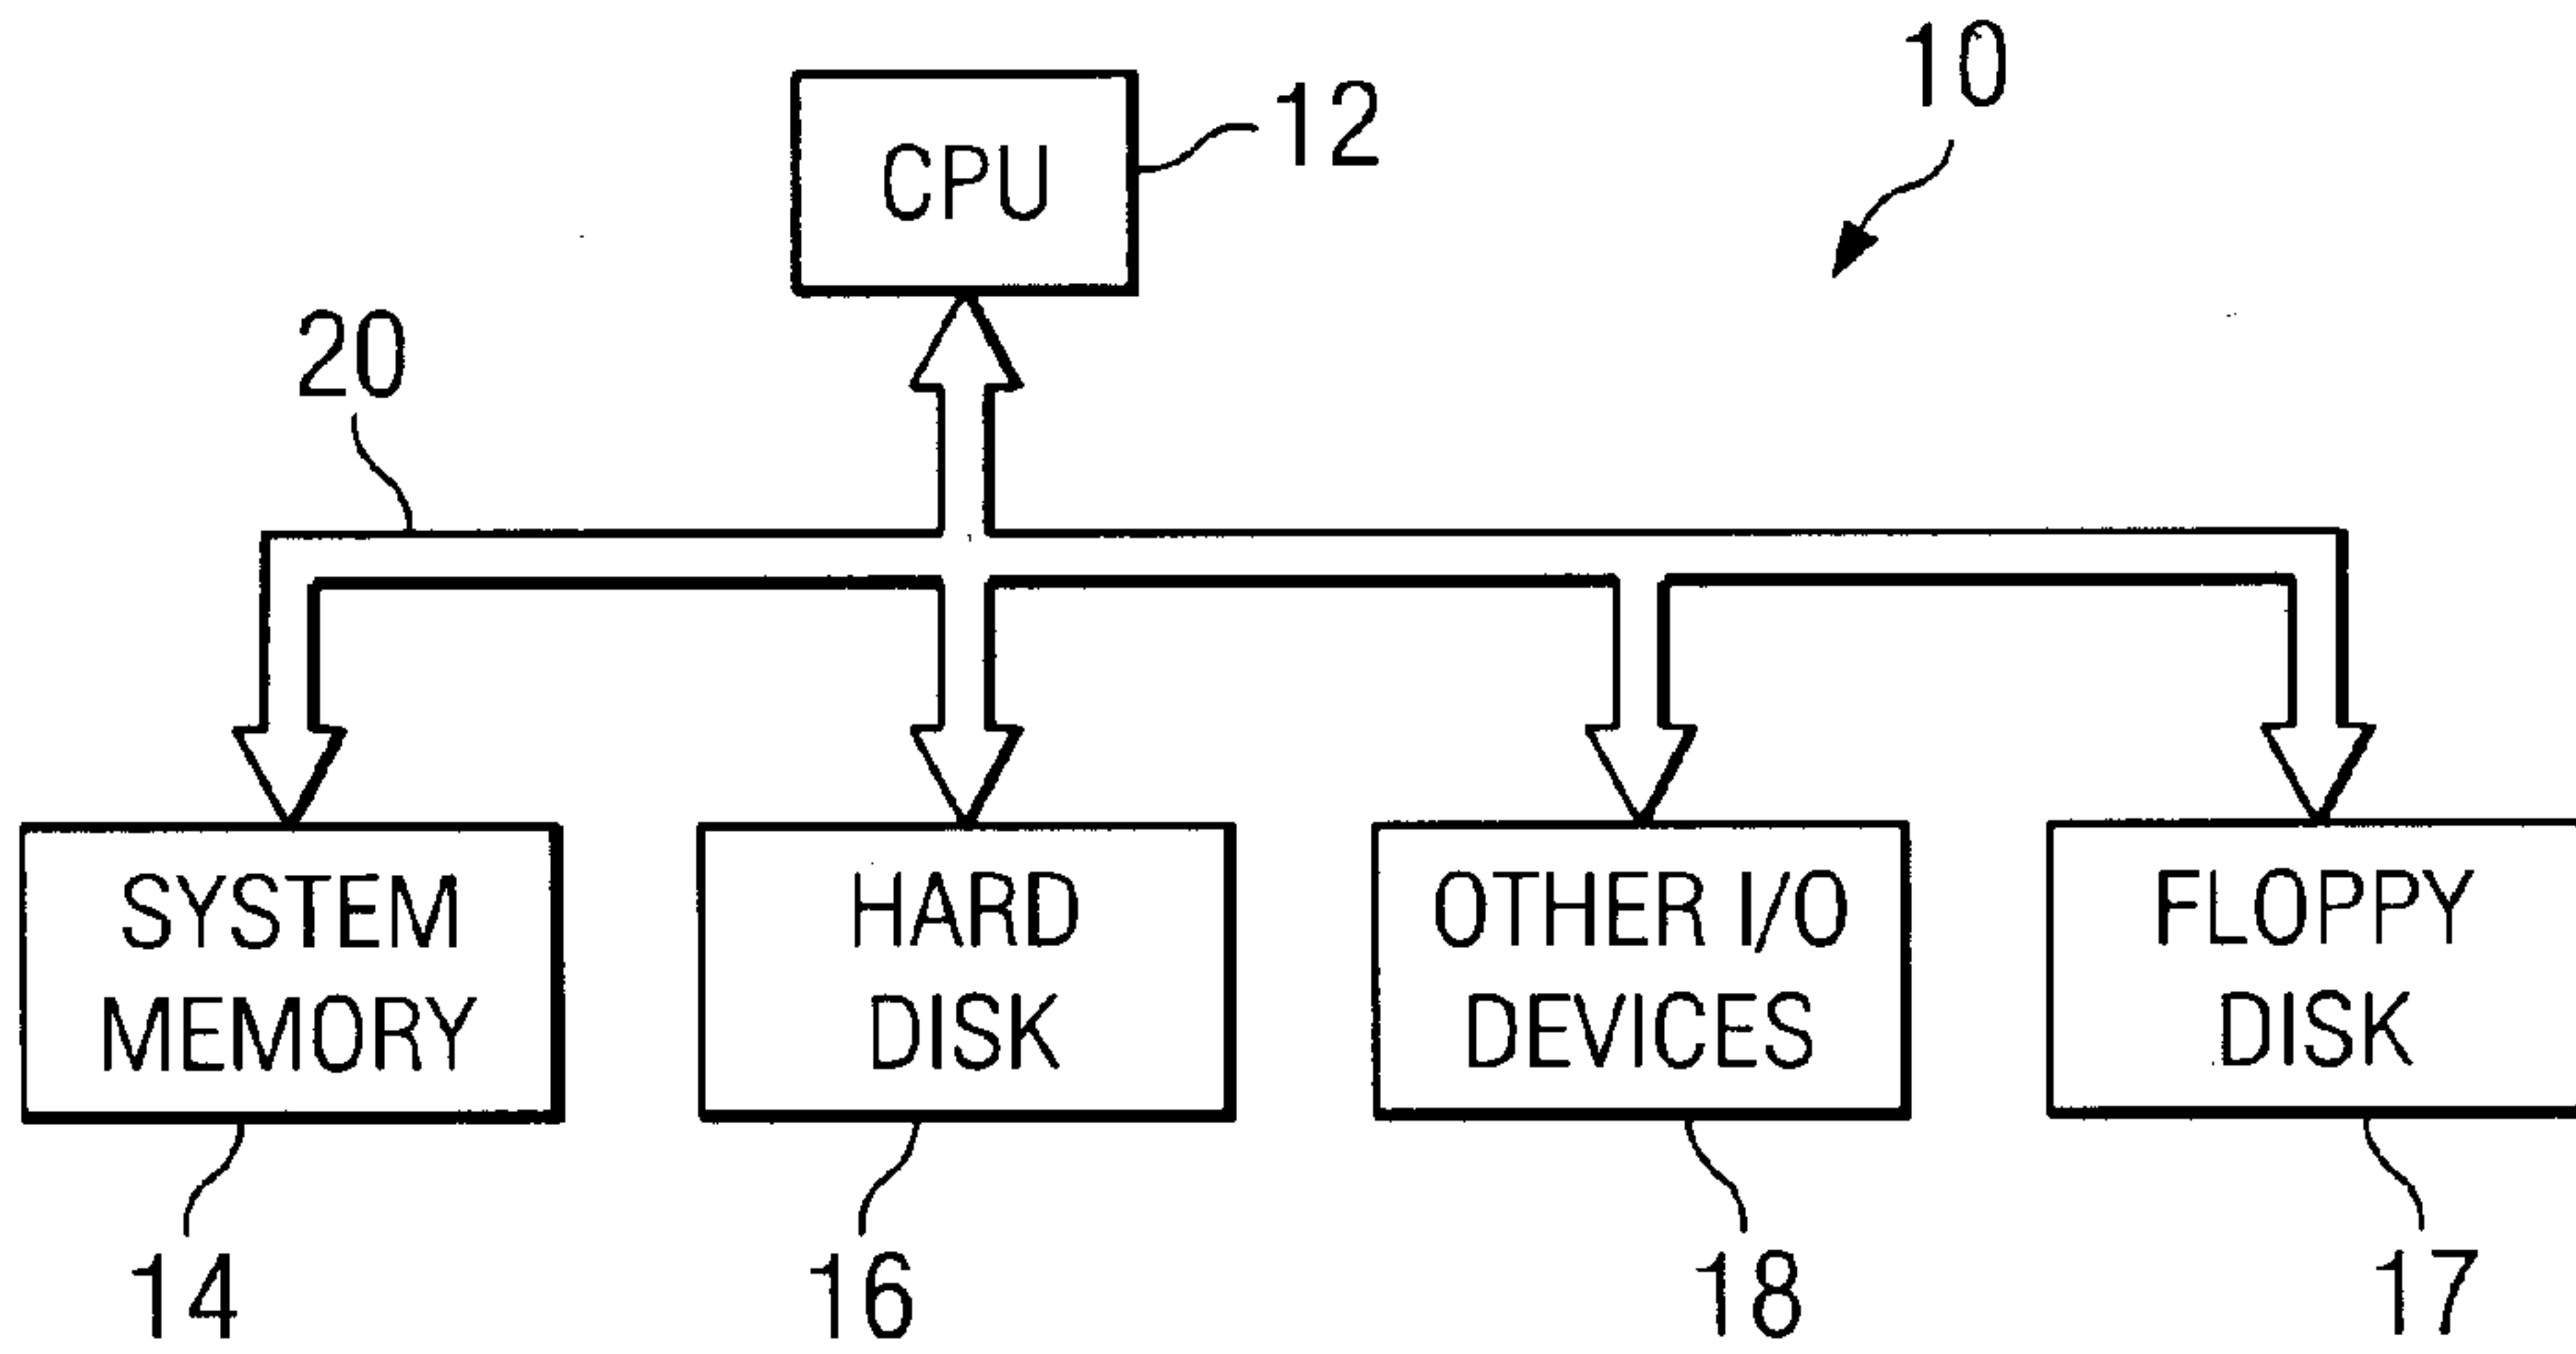 10
CPU
12
20
SYSTEM
MEMORY
HARD
DISK
OTHER I/O
DEVICES
FLOPPY
DISK
14
16
18
17